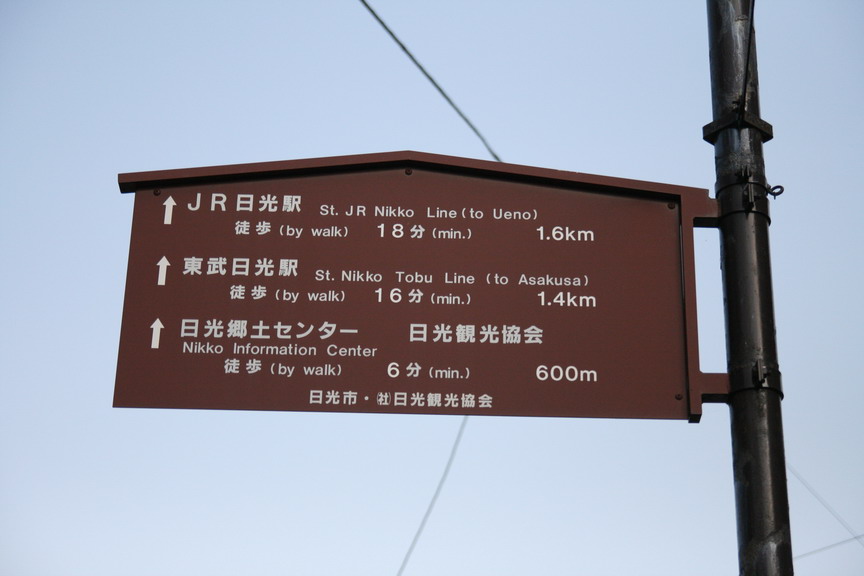 ↑ JR日光駅 St. JR Nikko Line (to Ueno)
徒歩 (by walk) 18分 (min.) 1.6km
↑ 東武日光駅 St. Nikko Tobu Line (to Asakusa)
徒歩 (by walk) 16分 (min.) 1.4km
↑ 日光郷土センター 日光観光協会
Nikko Information Center
徒歩 (by walk) 6分 (min.) 600m
日光市・㈳日光観光協会